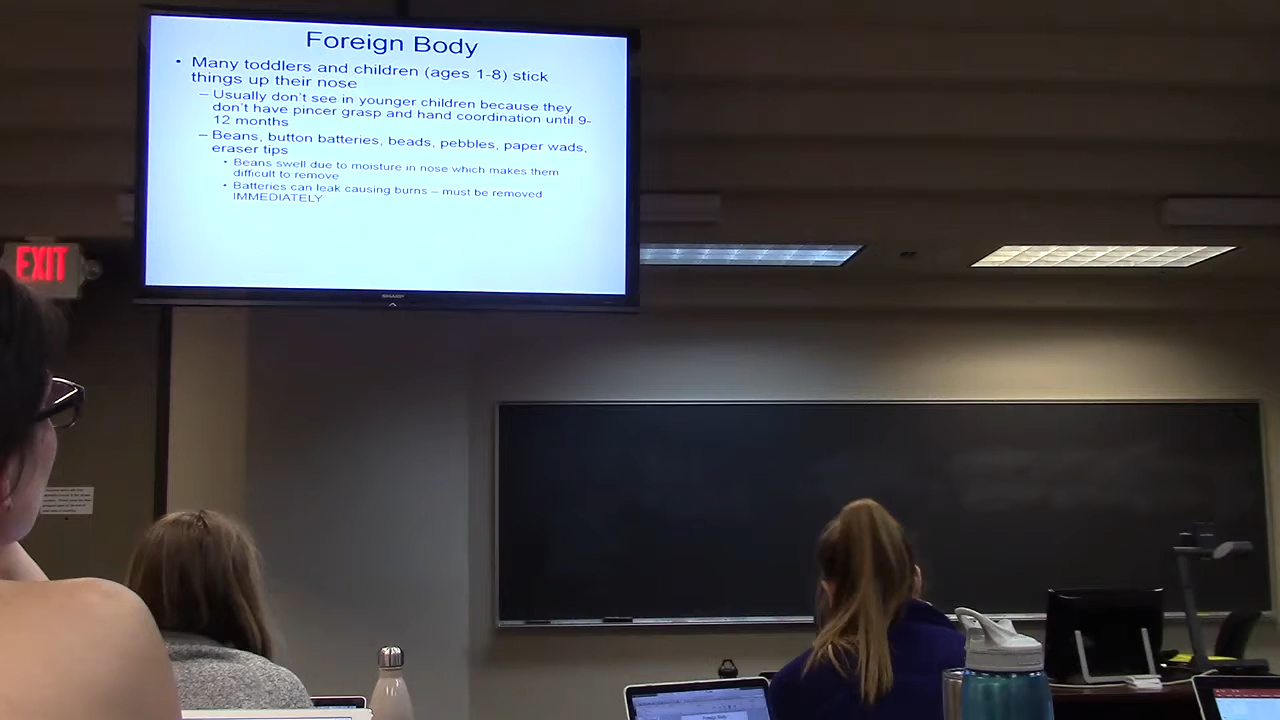 Foreign Body
• Many toddlers and children (ages 1-8) stick
things up their nose
– Usually don't see in younger children because they
don't have pincer grasp and hand coordination until 9-
12 months
– Beans, button batteries, beads, pebbles, paper wads,
eraser tips
• Beans swell due to moisture in nose which makes them
difficult to remove
• Batteries can leak causing burns – must be removed
IMMEDIATELY
SHARP
EXIT